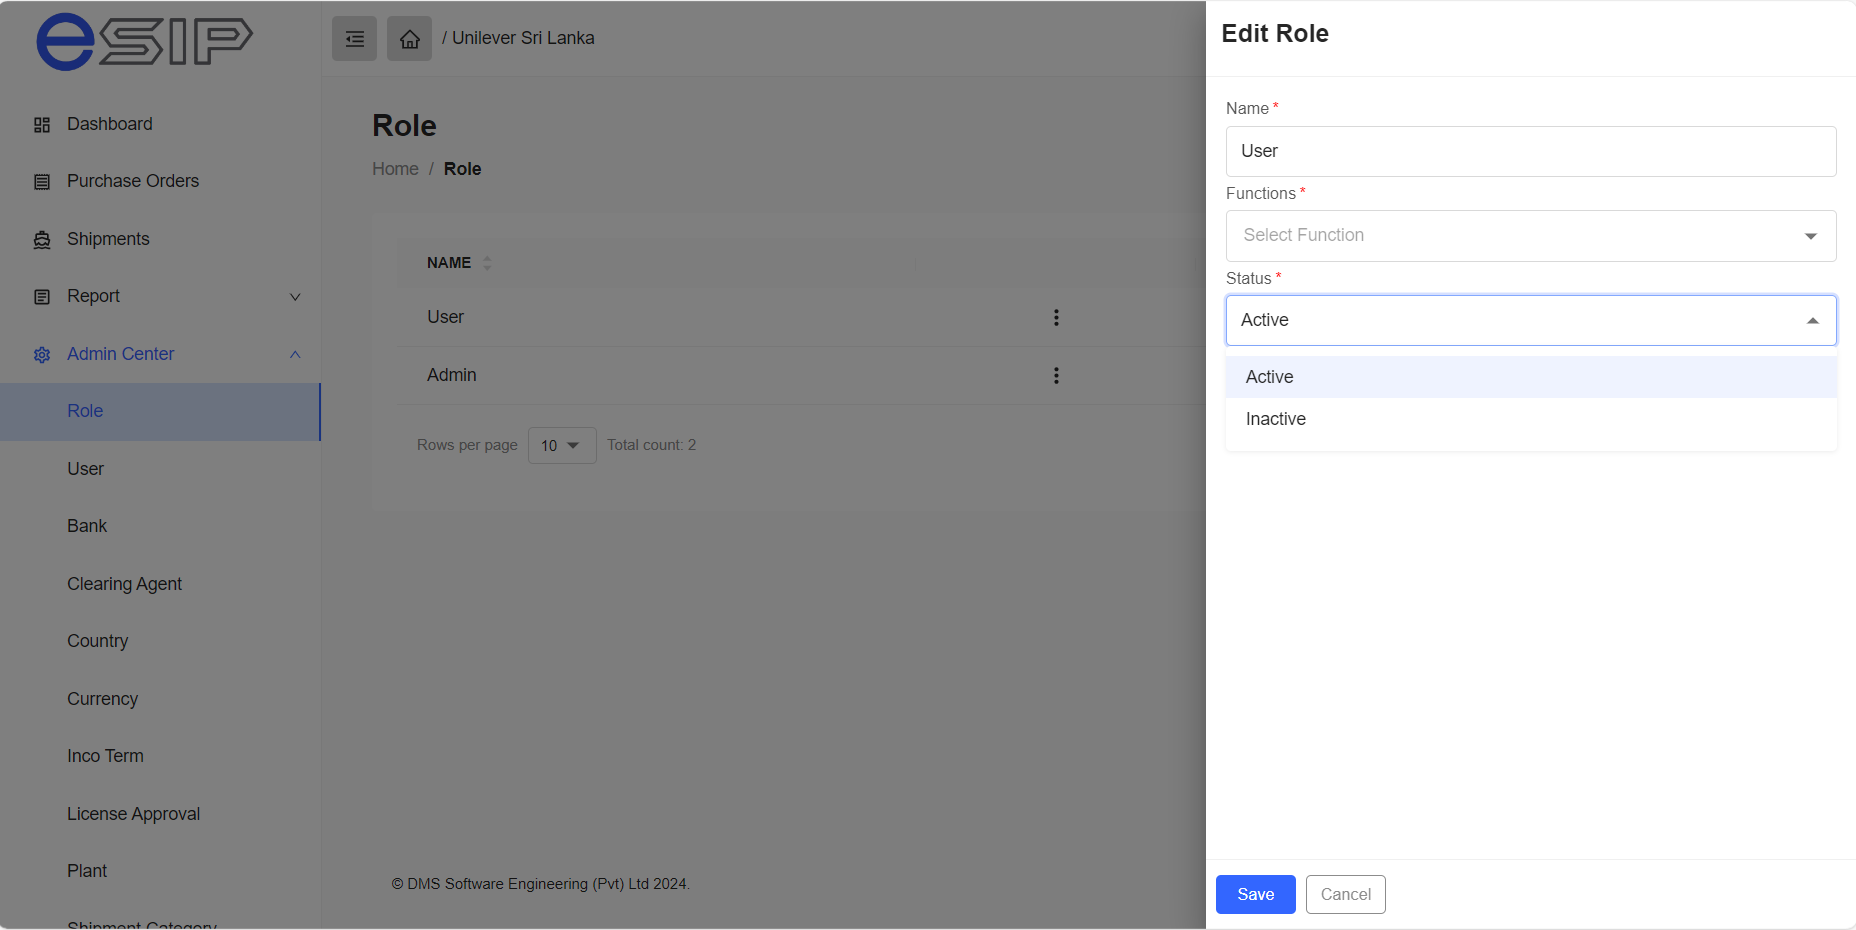 eSIP
/ Unilever Sri Lanka
Dashboard
Purchase Orders
Shipments
Report
Admin Center
Role
User
Bank
Clearing Agent
Country
Currency
Inco Term
License Approval
Plant
Shipment Category
Role
Home / Role
NAME
User
Admin
Rows per page 10 Total count: 2
© DMS Software Engineering (Pvt) Ltd 2024.
Edit Role
Name *
User
Functions *
Select Function
Status *
Active
Active
Inactive
Save Cancel